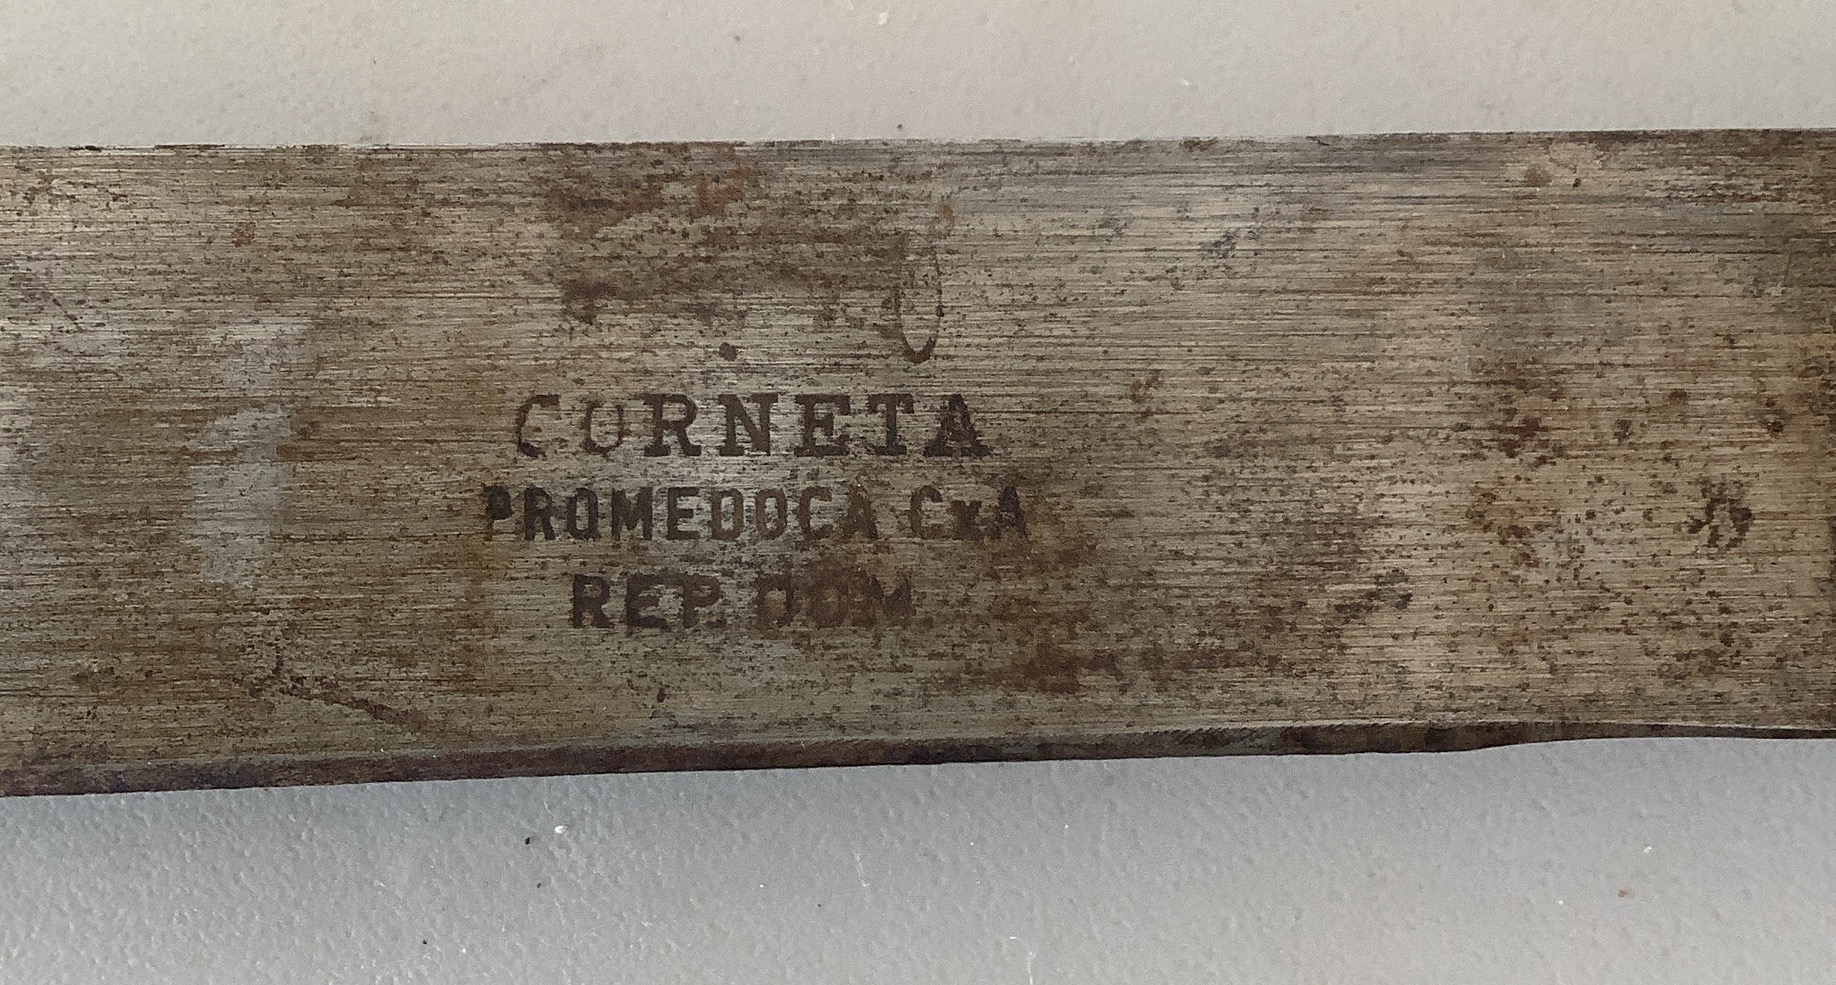 CORNETA
PROMEDOCA CxA
REP. DOM.